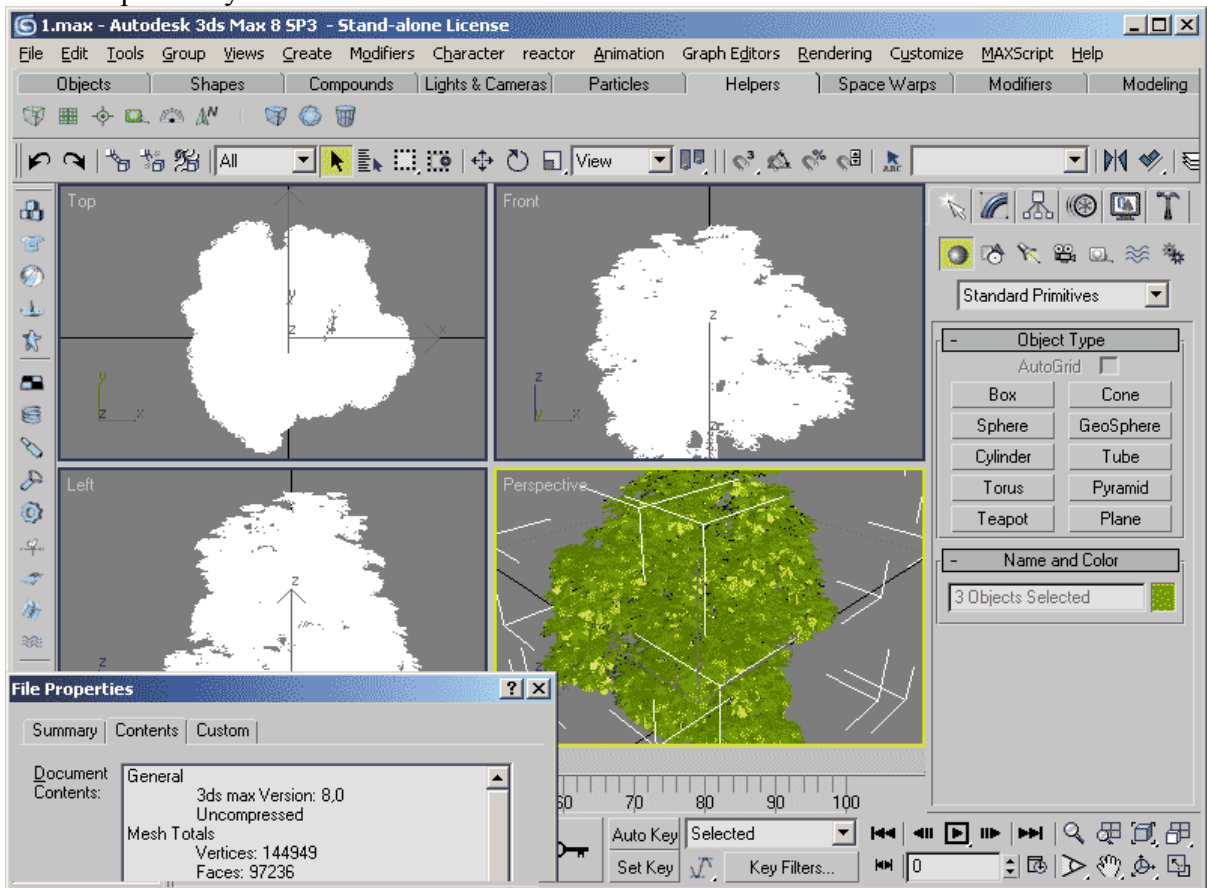 1.max - Autodesk 3ds Max 8 SP3 - Stand-alone License
File Edit Tools Group Views Create Modifiers Character reactor Animation Graph Editors Rendering Customize MAXScript Help
Objects Shapes Compounds Lights & Cameras Particles Helpers Space Warps Modifiers Modeling
All View ABC
Top
y
z
x
y
z x
Front
z
z
y x
Standard Primitives
Object Type
AutoGrid
Box Cone
Sphere GeoSphere
Cylinder Tube
Torus Pyramid
Teapot Plane
Name and Color
3 Objects Selected
Left
z
z
Perspective
z
File Properties
Summary Contents Custom
Document
Contents:
General
3ds max Version: 8,0
Uncompressed
Mesh Totals
Vertices: 144949
Faces: 97236
60 70 80 90 100
Auto Key Selected
Set Key Key Filters... 0